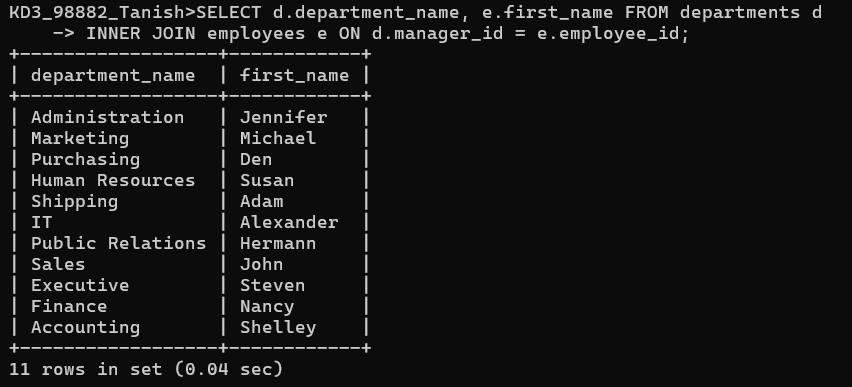 KD3_98882_Tanish>SELECT d.department_name, e.first_name FROM departments d
    -> INNER JOIN employees e ON d.manager_id = e.employee_id;
+------------------+------------+
| department_name  | first_name |
+------------------+------------+
| Administration   | Jennifer   |
| Marketing        | Michael    |
| Purchasing       | Den        |
| Human Resources  | Susan      |
| Shipping         | Adam       |
| IT               | Alexander  |
| Public Relations | Hermann    |
| Sales            | John       |
| Executive        | Steven     |
| Finance          | Nancy      |
| Accounting       | Shelley    |
+------------------+------------+
11 rows in set (0.04 sec)